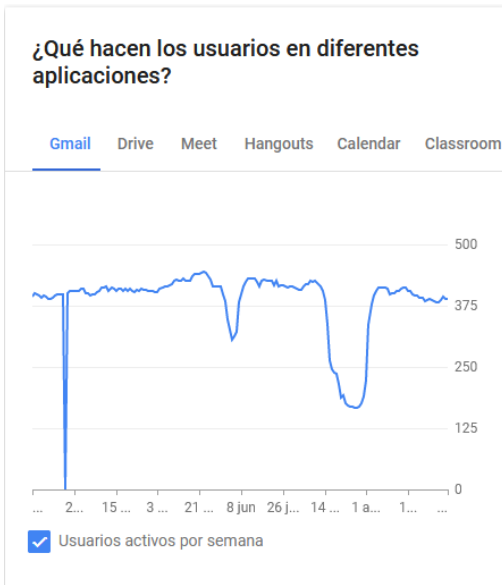 ¿Qué hacen los usuarios en diferentes
aplicaciones?
Gmail Drive Meet Hangouts Calendar Classroom
500
375
250
125
0
... 2... 15 ... 3 ... 21 ... 8 jun 26 j... 14 ... 1 a... 1... ...
Usuarios activos por semana